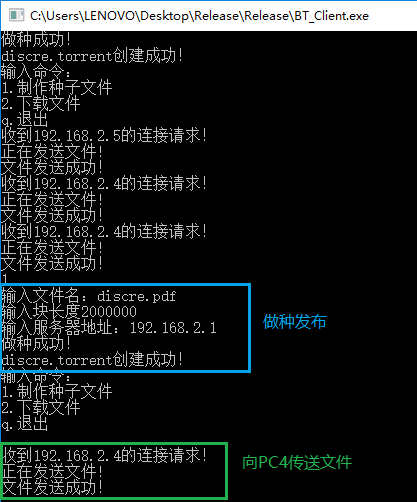 C:\Users\LENOVO\Desktop\Release\Release\BT_Client.exe
做种成功!
discre.torrent创建成功!
输入命令:
1.制作种子文件
2.下载文件
q.退出
收到192.168.2.5的连接请求!
正在发送文件!
文件发送成功!
收到192.168.2.4的连接请求!
正在发送文件!
文件发送成功!
收到192.168.2.4的连接请求!
正在发送文件!
文件发送成功!
1
输入文件名: discre.pdf
输入块长度2000000
输入服务器地址: 192.168.2.1
做种发布
做种成功!
discre.torrent创建成功!
输入命令:
1.制作种子文件
2.下载文件
q.退出
收到192.168.2.4的连接请求!
向PC4传送文件
正在发送文件!
文件发送成功!